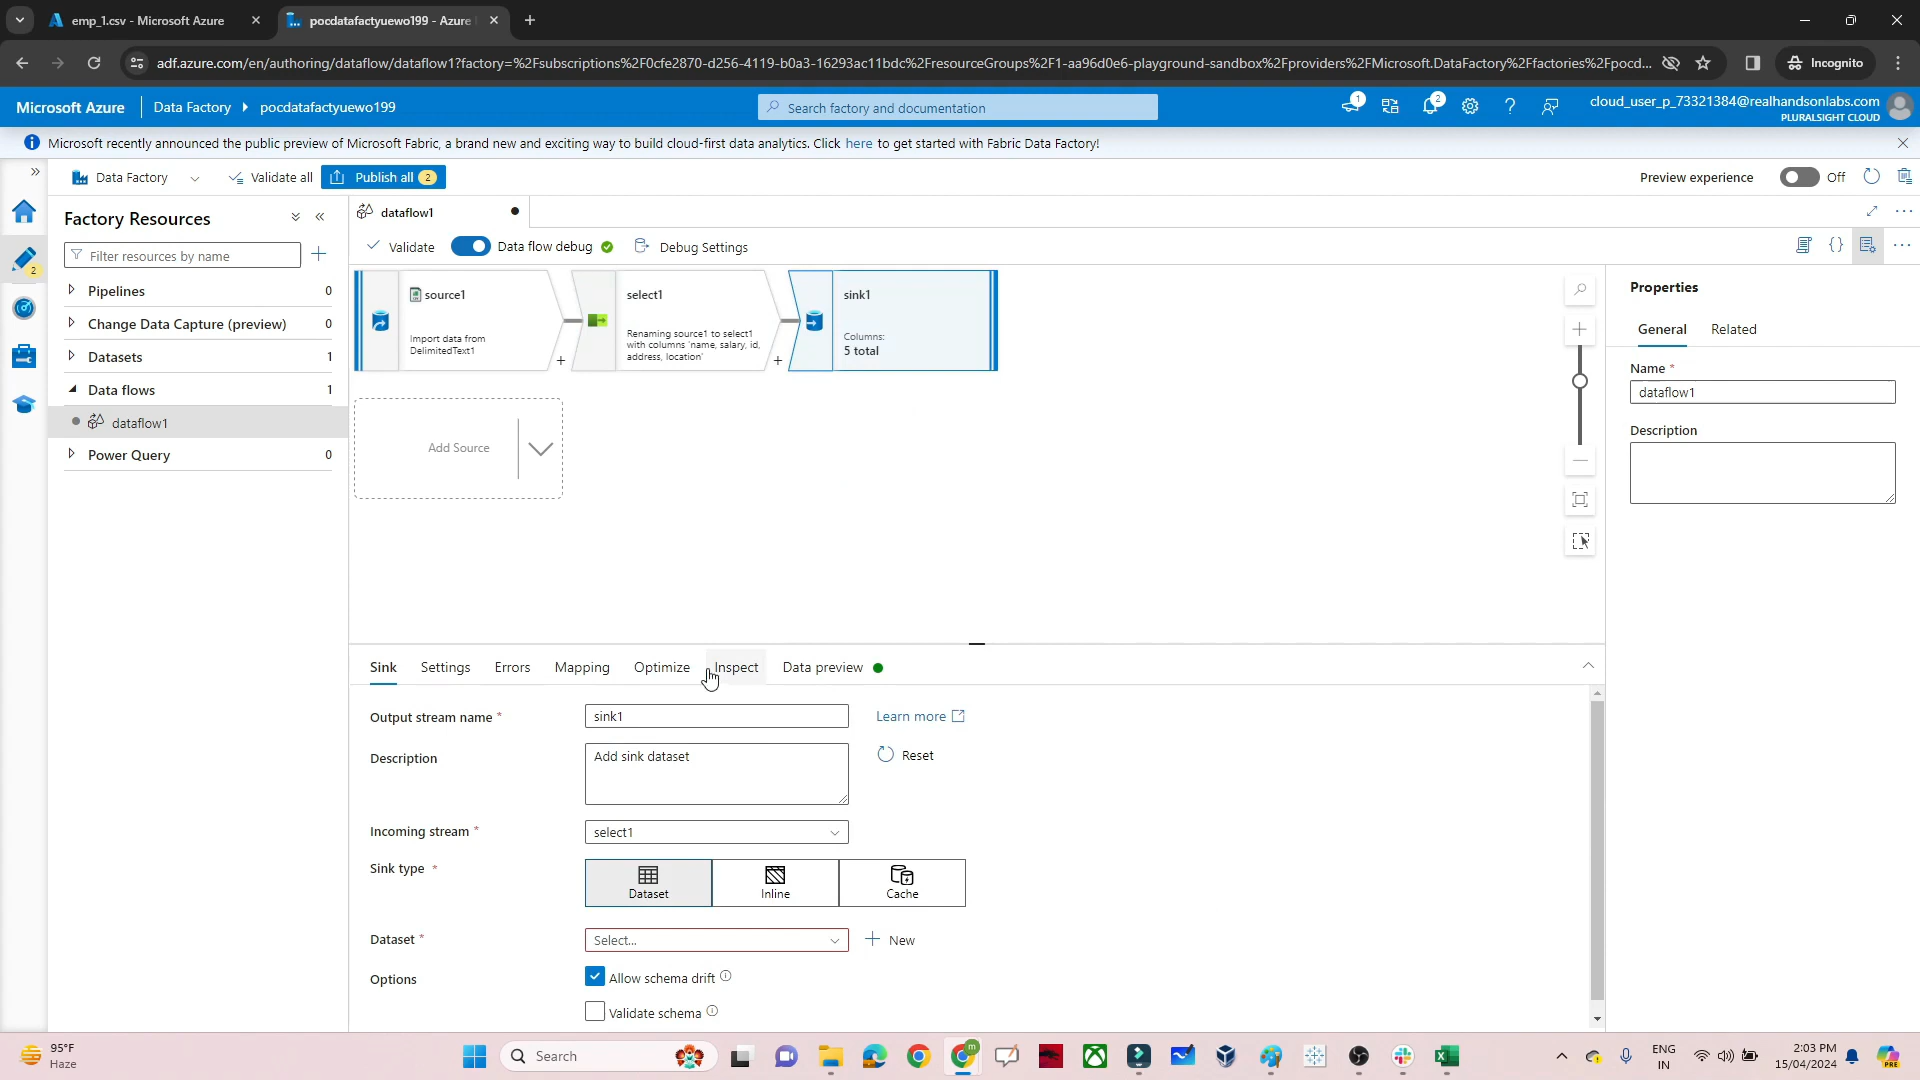 emp_1.csv - Microsoft Azure
pocdatafactyuewo199 - Azure
adf.azure.com/en/authoring/dataflow/dataflow1?factory=%2Fsubscriptions%2F0cfe2870-d256-4119-b0a3-16293ac11bdc%2FresourceGroups%2F1-aa96d0e6-playground-sandbox%2Fproviders%2FMicrosoft.DataFactory%2Ffactories%2Fpocd...
Incognito
Microsoft Azure
Data Factory
pocdatafactyuewo199
Search factory and documentation
1
2
cloud_user_p_73321384@realhandsonlabs.com
PLURALSIGHT CLOUD
Microsoft recently announced the public preview of Microsoft Fabric, a brand new and exciting way to build cloud-first data analytics. Click here to get started with Fabric Data Factory!
Data Factory
Validate all
Publish all 2
Preview experience
Off
Factory Resources
dataflow1
Filter resources by name
Validate
Data flow debug
Debug Settings
2
Pipelines 0
Change Data Capture (preview) 0
Datasets 1
Data flows 1
dataflow1
Power Query 0
source1
Import data from
DelimitedText1
+
select1
Renaming source1 to select1
with columns 'name, salary, id,
address, location'
+
sink1
Columns:
5 total
Add Source
Properties
General
Related
Name *
dataflow1
Description
Sink
Settings
Errors
Mapping
Optimize
Inspect
Data preview
Output stream name *
sink1
Learn more
Description
Add sink dataset
Reset
Incoming stream *
select1
Sink type *
Dataset
Inline
Cache
Dataset *
Select...
New
Options
Allow schema drift
Validate schema
95°F
Haze
Search
m
ENG
IN
2:03 PM
15/04/2024
PRE